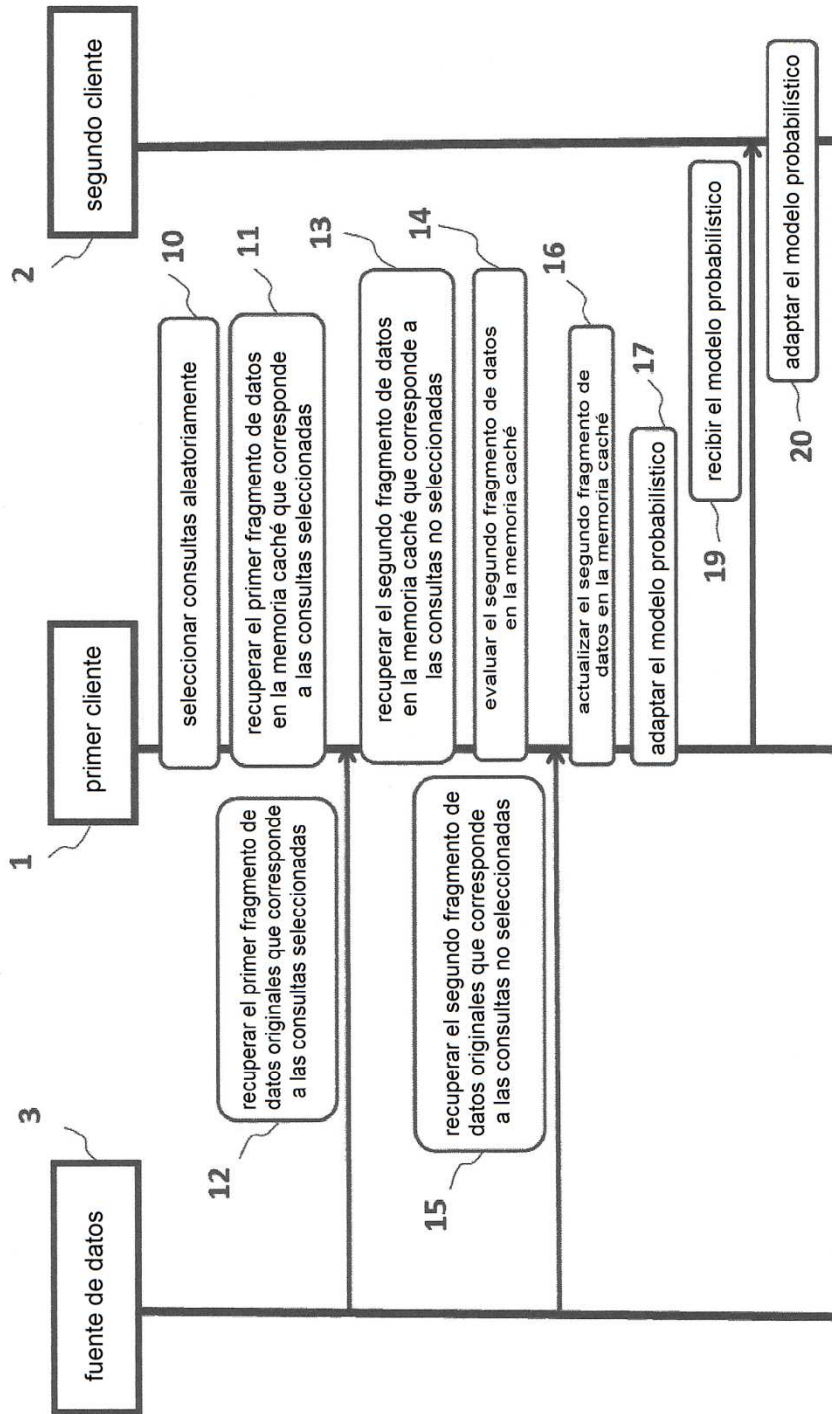 fuente de datos
3
primer cliente
1
segundo cliente
2
seleccionar consultas aleatoriamente
10
recuperar el primer fragmento de datos
en la memoria caché que corresponde
a las consultas seleccionadas
11
recuperar el primer fragmento de
datos originales que corresponde
a las consultas seleccionadas
12
recuperar el segundo fragmento de datos
en la memoria caché que corresponde a
las consultas no seleccionadas
13
evaluar el segundo fragmento de datos
en la memoria caché
14
recuperar el segundo fragmento de
datos originales que corresponde
a las consultas no seleccionadas
15
actualizar el segundo fragmento de
datos en la memoria caché
16
adaptar el modelo probabilístico
17
recibir el modelo probabilístico
19
adaptar el modelo probabilístico
20